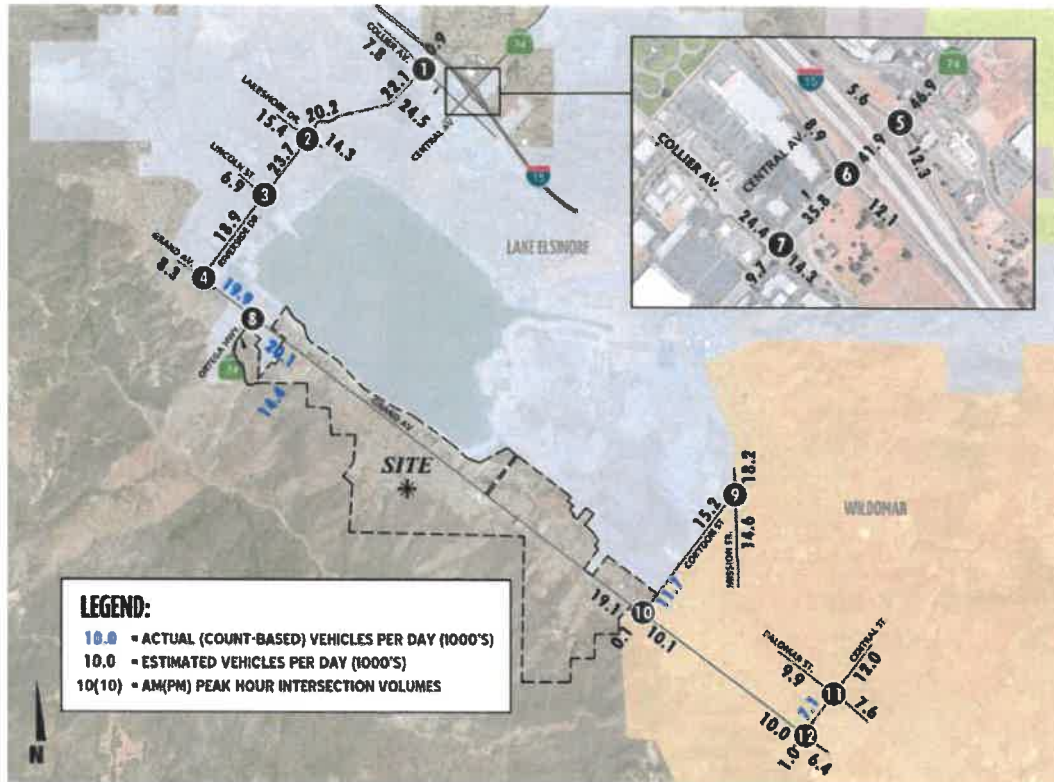 COLLIER AV.
7.8
0.9
1
74
22.1
24.5
CENTRAL AV.
LAKESHORE DR.
15.4
20.2
2
14.3
LINCOLN ST
6.9
23.7
3
18.9
RIVERSIDE DR
GRAND AV.
8.3
4
15
LAKE ELSINORE
19.9
8
ORTEGA HWY
74
20.1
14.4
GRAND AV
SITE
15
74
5.6
46.9
5
8.9
CENTRAL AV.
41.9
12.3
6
COLLIER AV.
35.8
12.1
24.4
7
9.7
14.3
18.2
9
15.2
CORYDON ST
MISSION TR.
14.6
WILDOMAR
11.7
19.1
10
0.1
10.1
PALOMAR ST.
9.9
CENTRAL ST
12.0
11
7.6
7.1
10.0
12
1.0
6.4
LEGEND:
10.0 = ACTUAL (COUNT-BASED) VEHICLES PER DAY (1000'S)
10.0 = ESTIMATED VEHICLES PER DAY (1000'S)
10(10) = AM(PM) PEAK HOUR INTERSECTION VOLUMES
N